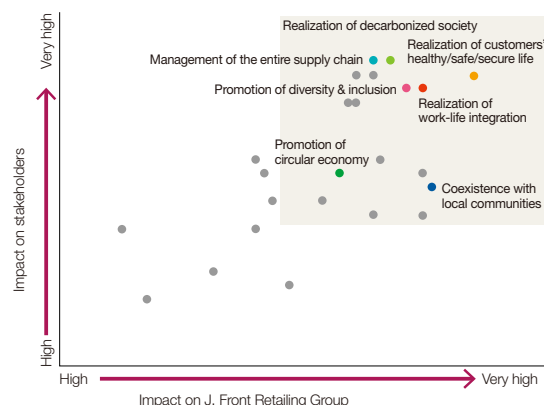 Very high
Impact on stakeholders
High
Realization of decarbonized society
Management of the entire supply chain
Realization of customers'
healthy/safe/secure life
Promotion of diversity & inclusion
Realization of
work-life integration
Promotion of
circular economy
Coexistence with
local communities
High
Very high
Impact on J. Front Retailing Group